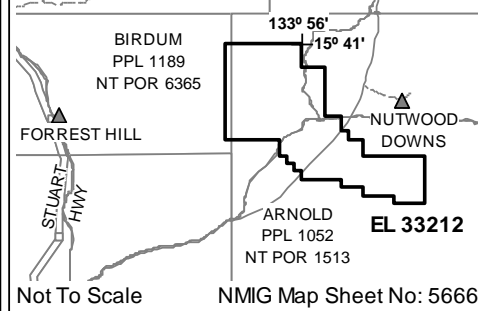 133º 56'
15º 41'
BIRDUM
PPL 1189
NT POR 6365
FORREST HILL
NUTWOOD
DOWNS
STUART
HWY
ARNOLD
PPL 1052
NT POR 1513
EL 33212
Not To Scale
NMIG Map Sheet No: 5666